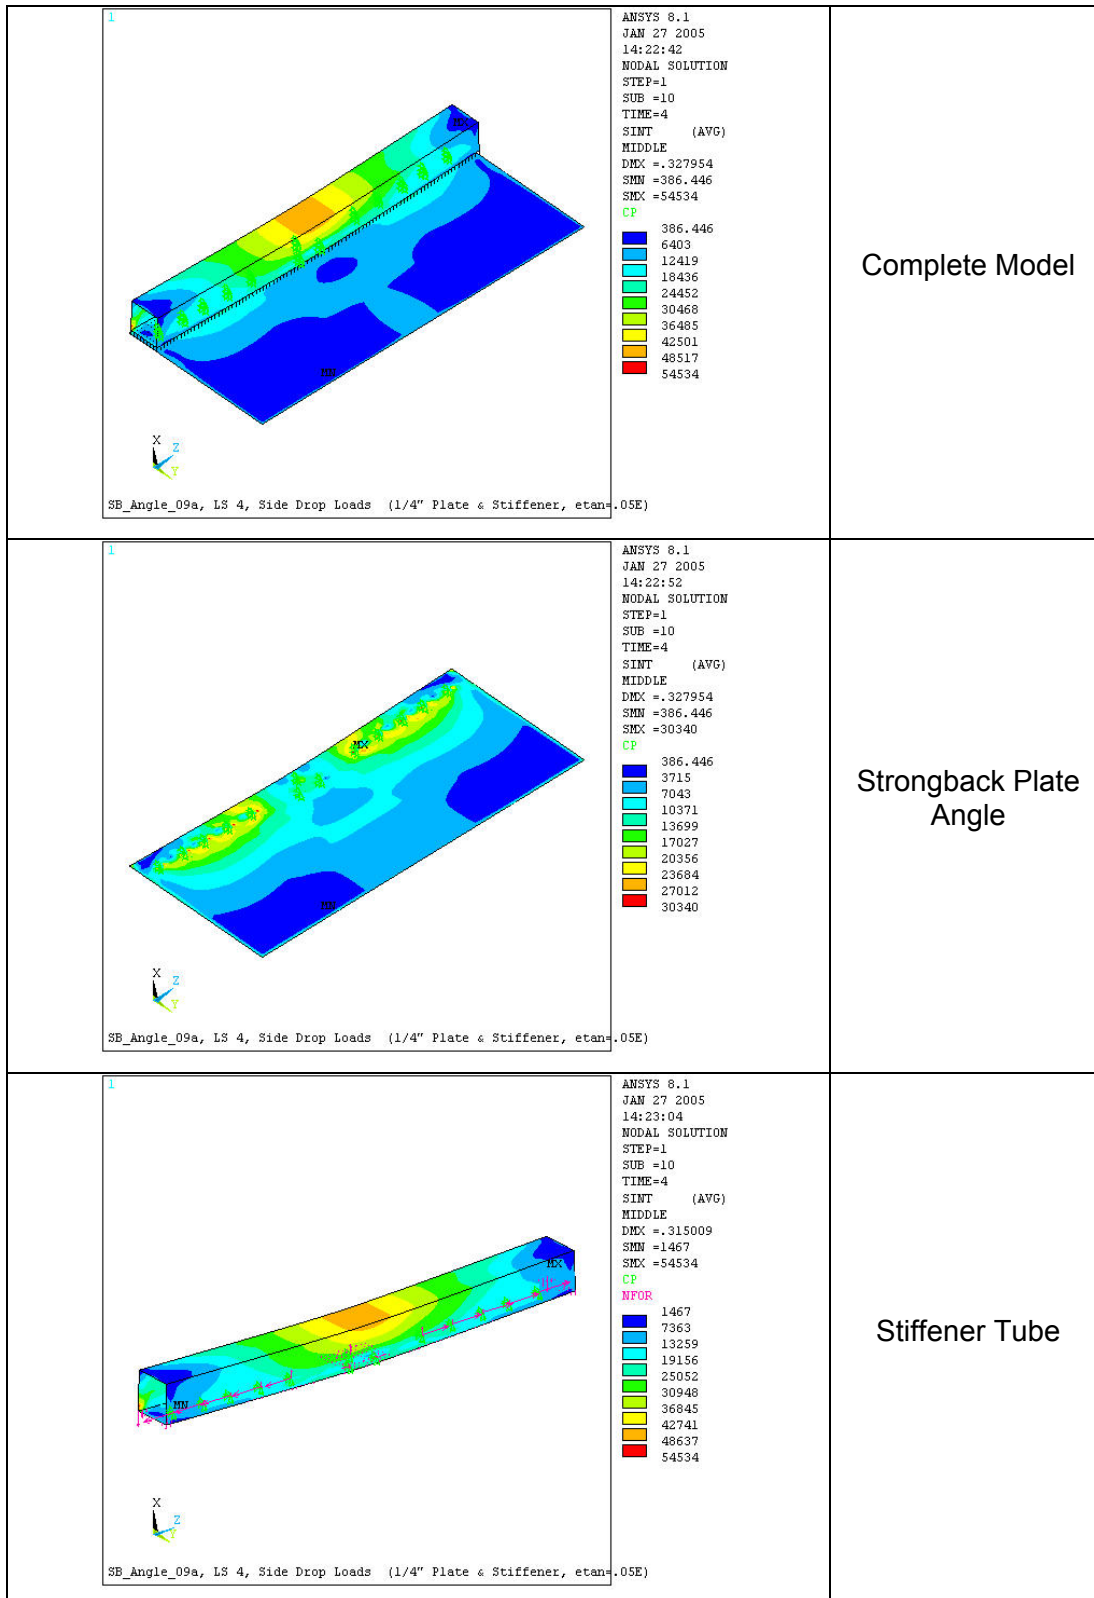 1
ANSYS 8.1
JAN 27 2005
14:22:42
NODAL SOLUTION
STEP=1
SUB =10
TIME=4
SINT (AVG)
MIDDLE
DMX =.327954
SMN =386.446
SMX =54534
CP
386.446
6403
12419
18436
24452
30468
36485
42501
48517
54534
MX
MN
X
Z
Y
SB_Angle_09a, LS 4, Side Drop Loads (1/4" Plate & Stiffener, etan=.05E)
Complete Model
1
ANSYS 8.1
JAN 27 2005
14:22:52
NODAL SOLUTION
STEP=1
SUB =10
TIME=4
SINT (AVG)
MIDDLE
DMX =.327954
SMN =386.446
SMX =30340
CP
386.446
3715
7043
10371
13699
17027
20356
23684
27012
30340
MX
MN
X
Z
Y
SB_Angle_09a, LS 4, Side Drop Loads (1/4" Plate & Stiffener, etan=.05E)
Strongback Plate
Angle
1
ANSYS 8.1
JAN 27 2005
14:23:04
NODAL SOLUTION
STEP=1
SUB =10
TIME=4
SINT (AVG)
MIDDLE
DMX =.315009
SMN =1467
SMX =54534
CP
NFOR
1467
7363
13259
19156
25052
30948
36845
42741
48637
54534
MX
MN
X
Z
Y
SB_Angle_09a, LS 4, Side Drop Loads (1/4" Plate & Stiffener, etan=.05E)
Stiffener Tube